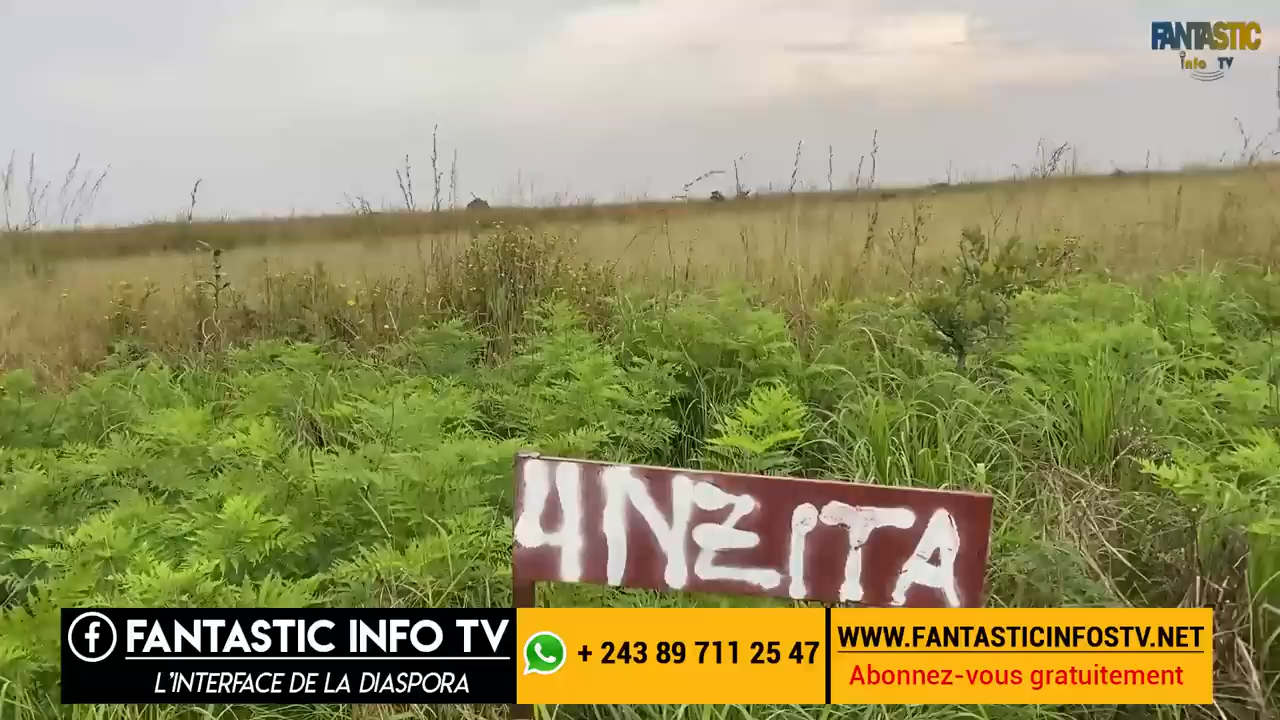 FANTASTIC
Info TV
4NZITA
FANTASTIC INFO TV
L'INTERFACE DE LA DIASPORA
+ 243 89 711 25 47
WWW.FANTASTICINFOSTV.NET
Abonnez-vous gratuitement